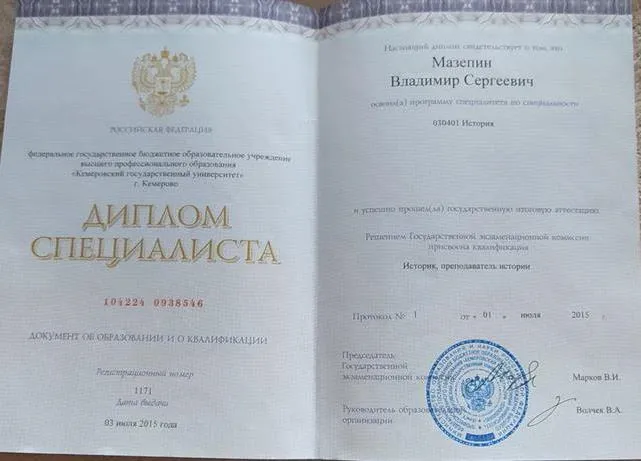 РОССИЙСКАЯ ФЕДЕРАЦИЯ
федеральное государственное бюджетное образовательное учреждение
высшего профессионального образования
«Кемеровский государственный университет»
г. Кемерово
ДИПЛОМ
СПЕЦИАЛИСТА
104224 0938546
ДОКУМЕНТ ОБ ОБРАЗОВАНИИ И О КВАЛИФИКАЦИИ
Регистрационный номер
1171
Дата выдачи
03 июля 2015 года
Настоящий диплом свидетельствует о том, что
Мазепин
Владимир Сергеевич
освоил(а) программу специалитета по специальности
030401 История
и успешно прошел(ла) государственную итоговую аттестацию
Решением Государственной экзаменационной комиссии
присвоена квалификация
Историк, преподаватель истории
Протокол № 1 от « 01 » июля 2015 г.
Председатель
Государственной
экзаменационной Марков В.И.
Руководитель Волчек В.А.
организации